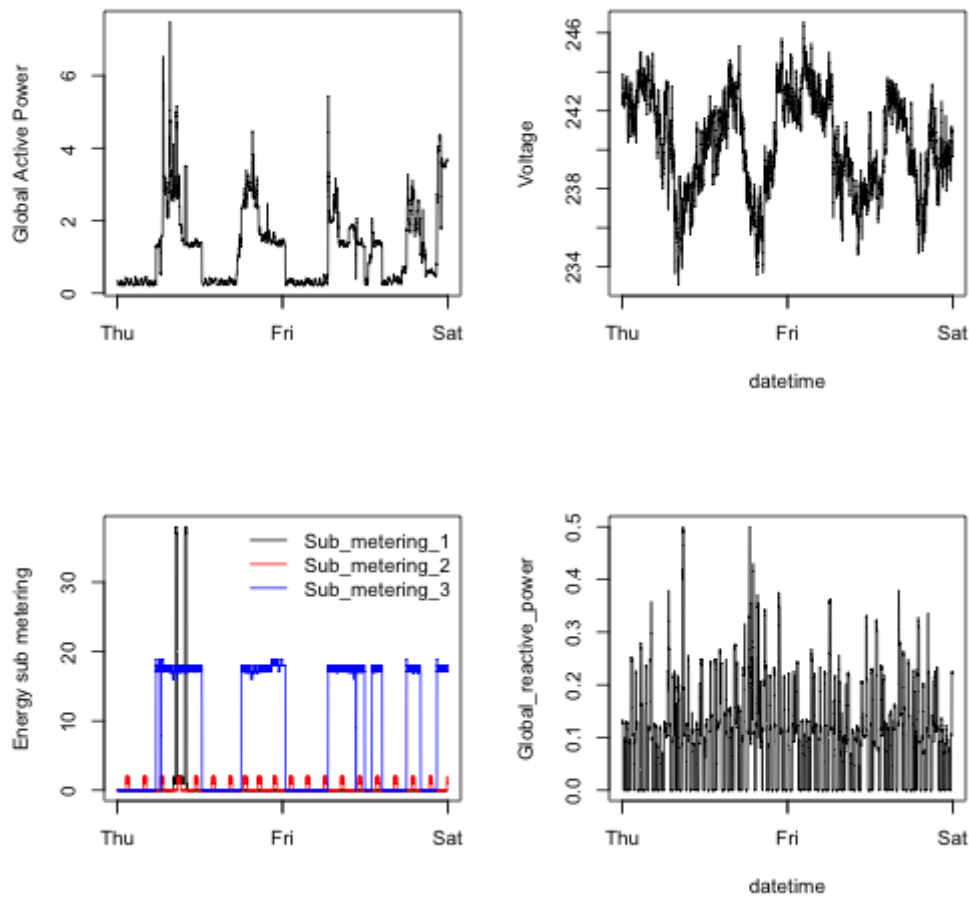 Global Active Power
6
4
2
0
Thu Fri Sat
Voltage
246
242
238
234
Thu Fri Sat
datetime
Energy sub metering
30
20
10
0
Sub_metering_1
Sub_metering_2
Sub_metering_3
Thu Fri Sat
Global_reactive_power
0.5
0.4
0.3
0.2
0.1
0.0
Thu Fri Sat
datetime